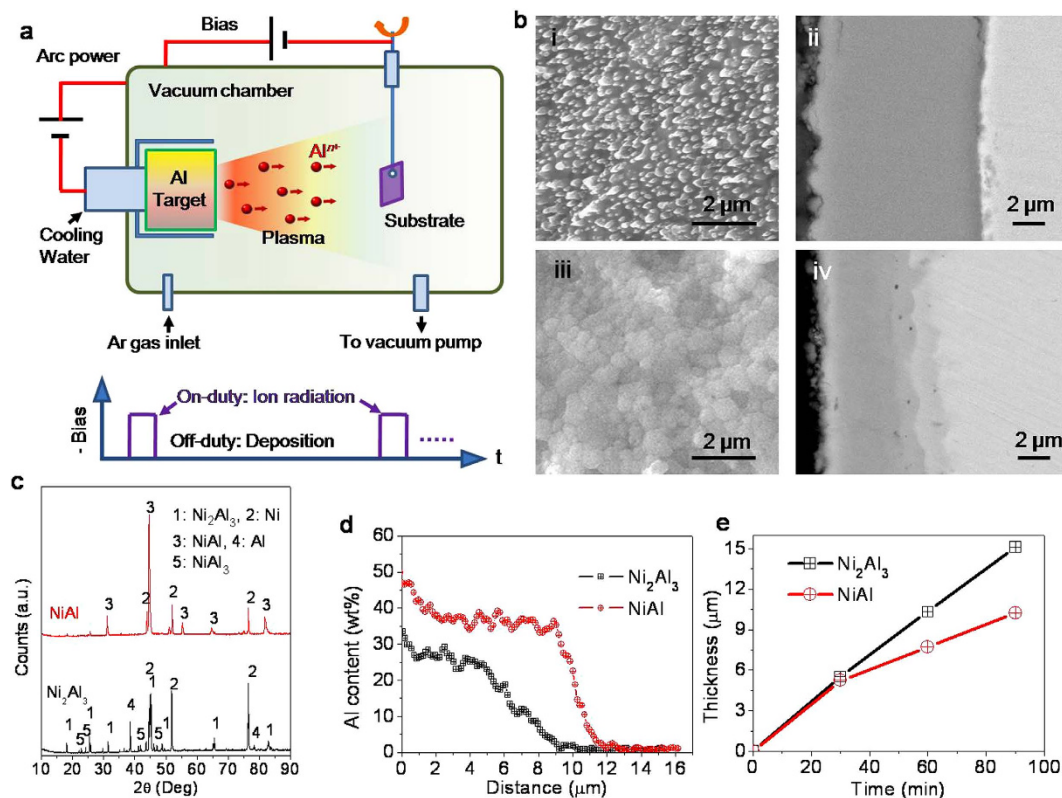 a
Bias
Arc power
Vacuum chamber
Alⁿ⁺
Al
Target
Substrate
Plasma
Cooling
Water
Ar gas inlet
To vacuum pump
- Bias
On-duty: Ion radiation
Off-duty: Deposition
t
b
i
2 µm
ii
2 µm
iii
2 µm
iv
2 µm
c
Counts (a.u.)
1: Ni₂Al₃, 2: Ni
3: NiAl, 4: Al
5: NiAl₃
NiAl
3
3
2
2
3
3
2
3
Ni₂Al₃
1
5
5
1
1
4
5
2
1
5
1
2
1
2
4
1
10 20 30 40 50 60 70 80 90
2θ (Deg)
d
Al content (wt%)
60
50
40
30
20
10
0
Ni₂Al₃
NiAl
0 2 4 6 8 10 12 14 16
Distance (µm)
e
Thickness (µm)
15
12
9
6
3
0
Ni₂Al₃
NiAl
0 20 40 60 80 100
Time (min)